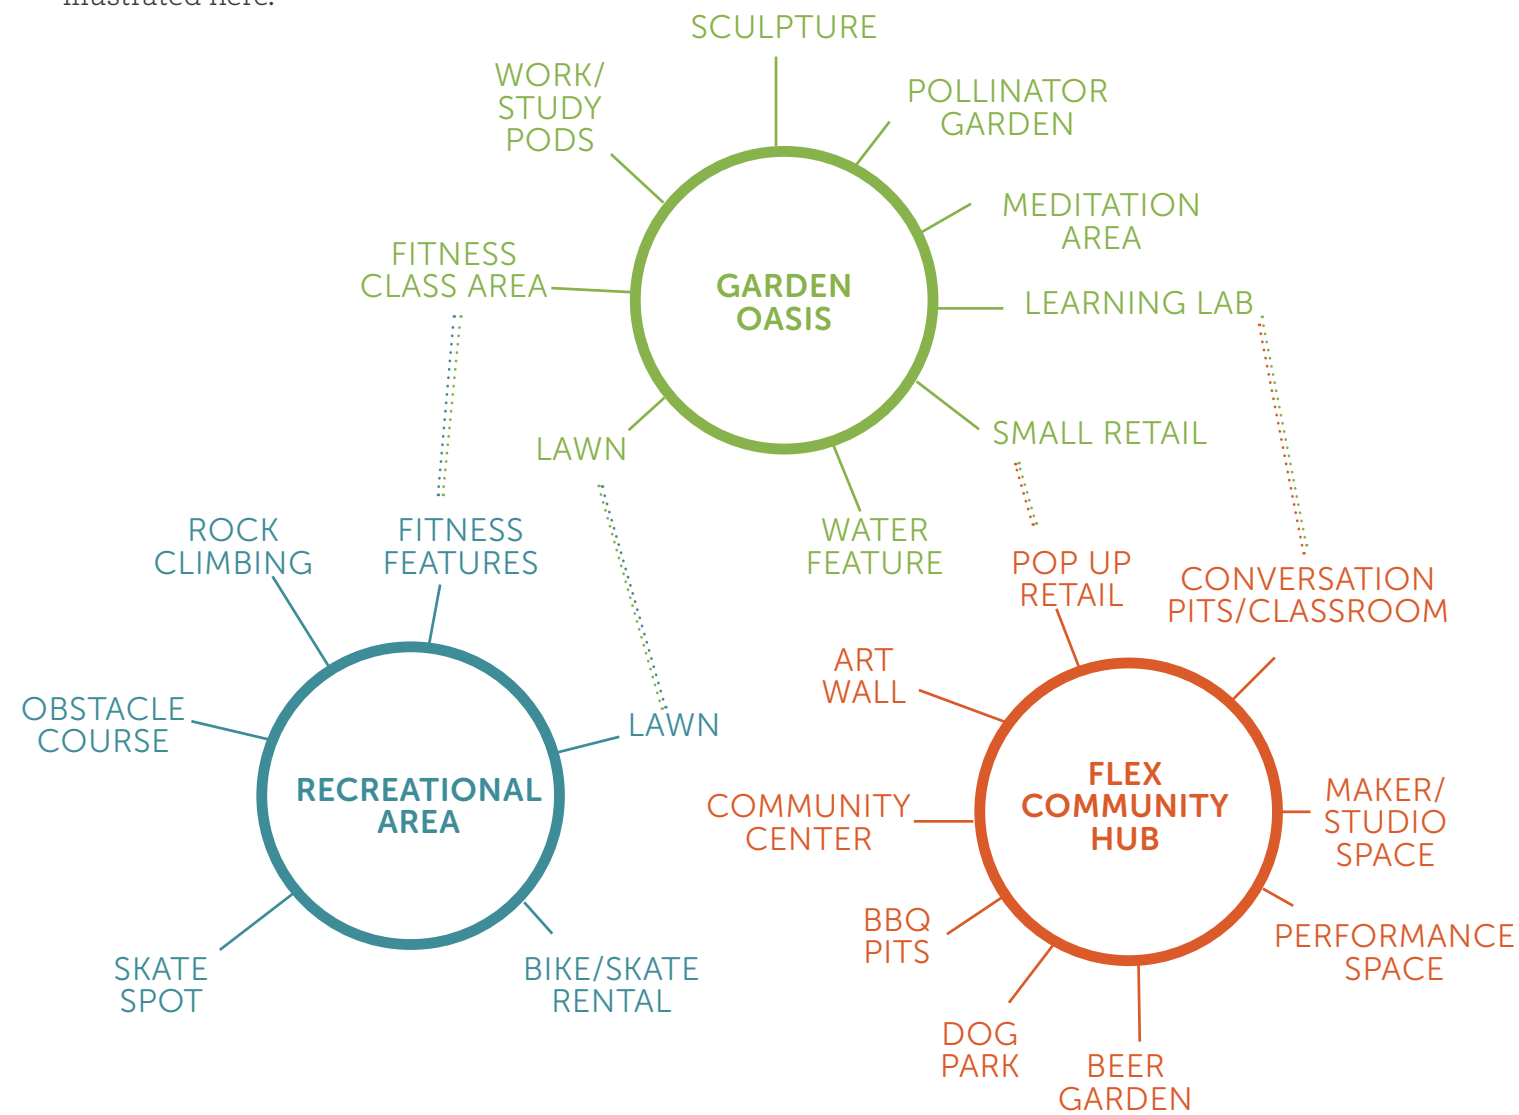 illustrated here.
SCULPTURE
WORK/
STUDY
PODS
POLLINATOR
GARDEN
MEDITATION
AREA
FITNESS
CLASS AREA
GARDEN
OASIS
LEARNING LAB
LAWN
SMALL RETAIL
WATER
FEATURE
ROCK
CLIMBING
FITNESS
FEATURES
OBSTACLE
COURSE
LAWN
RECREATIONAL
AREA
SKATE
SPOT
BIKE/SKATE
RENTAL
POP UP
RETAIL
CONVERSATION
PITS/CLASSROOM
ART
WALL
FLEX
COMMUNITY
HUB
COMMUNITY
CENTER
MAKER/
STUDIO
SPACE
BBQ
PITS
PERFORMANCE
SPACE
DOG
PARK
BEER
GARDEN